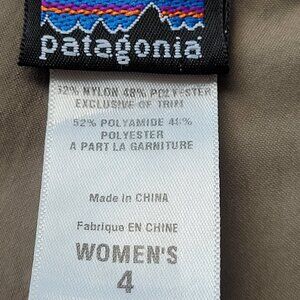 patagonia
52% NYLON 48% POLYESTER
EXCLUSIVE OF TRIM
52% POLYAMIDE 48%
POLYESTER
A PART LA GARNITURE
Made in CHINA
Fabrique EN CHINE
WOMEN'S
4